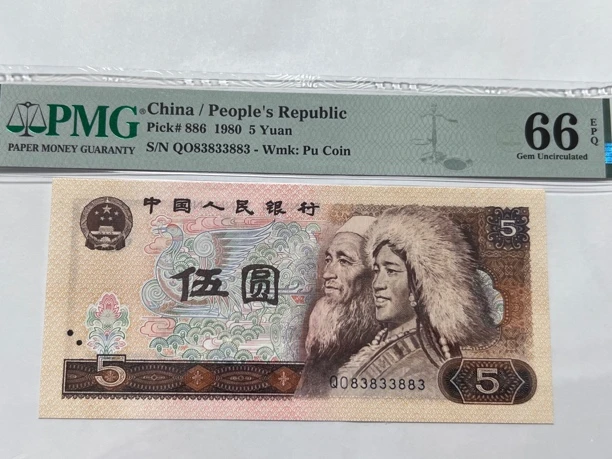 PMG® China / People's Republic
Pick# 886 1980 5 Yuan
PAPER MONEY GUARANTY S/N QO83833883 - Wmk: Pu Coin
66 EPQ
Gem Uncirculated
中国人民银行
5
伍圆
5
QO83833883
5